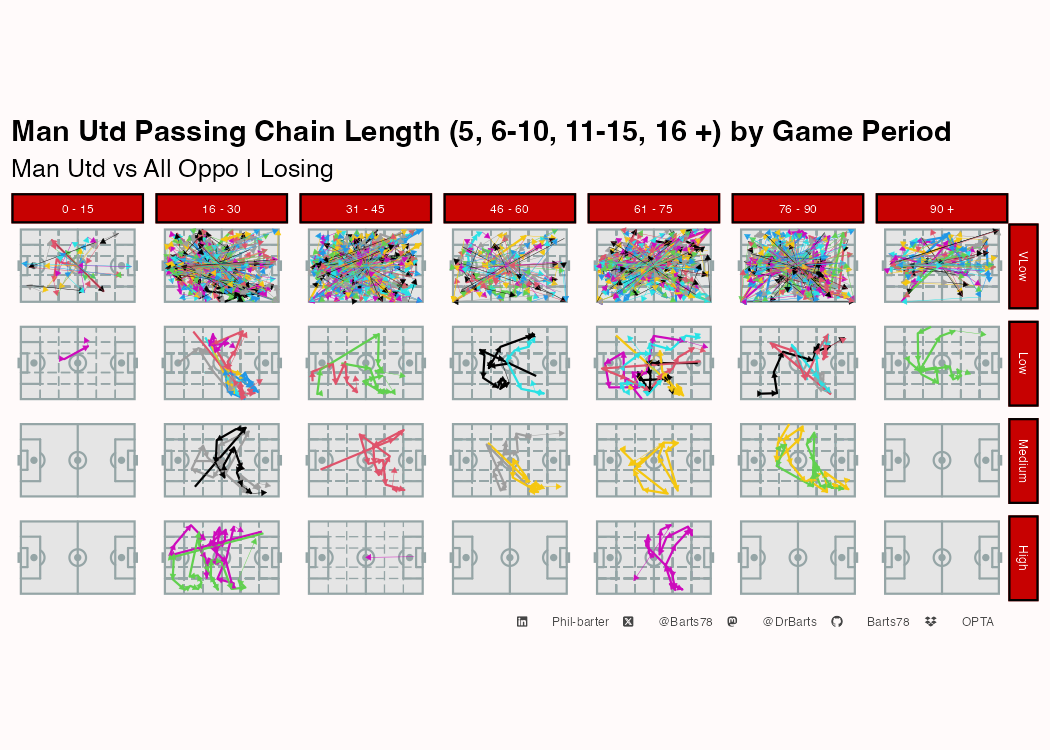 Man Utd Passing Chain Length (5, 6-10, 11-15, 16 +) by Game Period
Man Utd vs All Oppo | Losing
0 - 15 16 - 30 31 - 45 46 - 60 61 - 75 76 - 90 90 +
VLow
Low
Medium
High
Phil-barter @Barts78 @DrBarts Barts78 OPTA